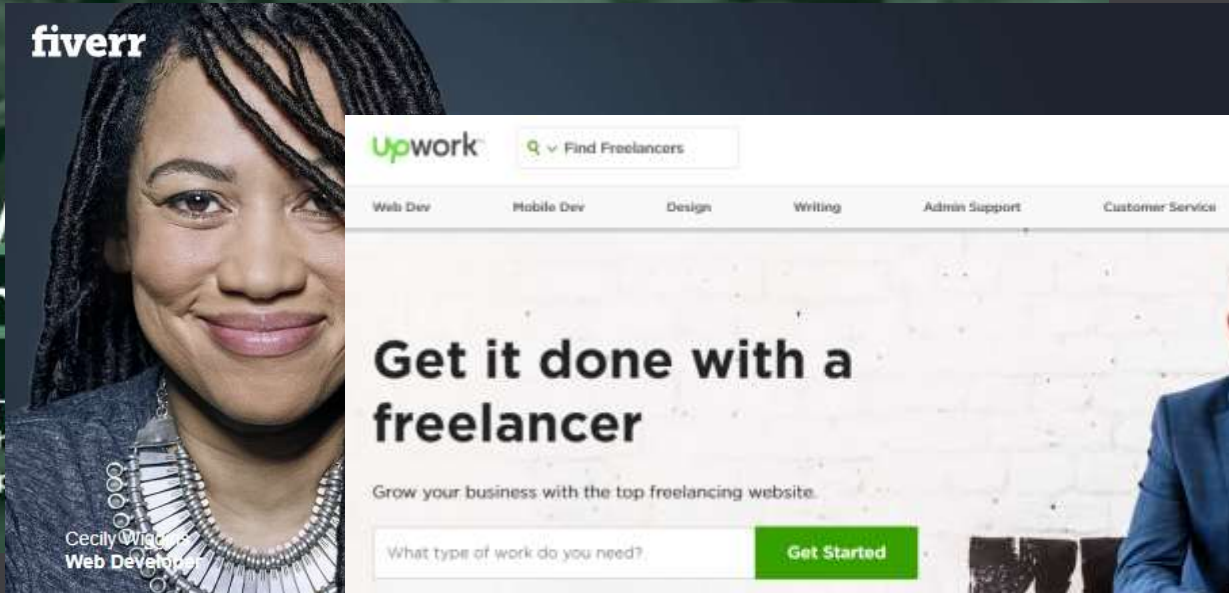 fiverr
Upwork
Find Freelancers
Web Dev Mobile Dev Design Writing Admin Support Customer Service
Get it done with a
freelancer
Grow your business with the top freelancing website.
What type of work do you need? Get Started
Cecily Wiggins
Web Developer